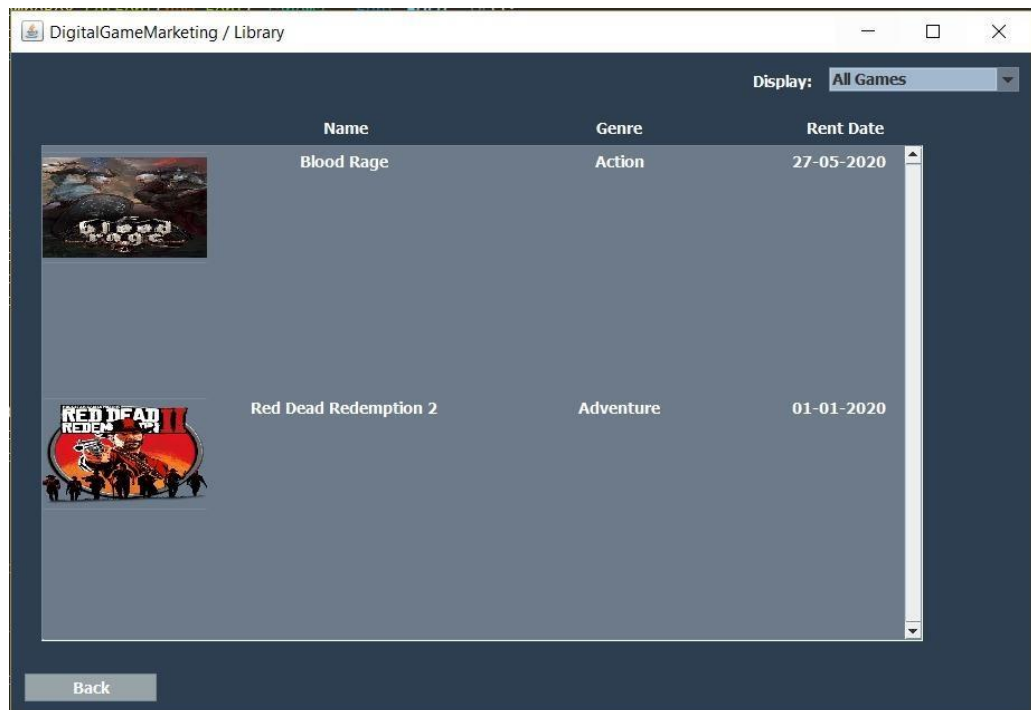 DigitalGameMarketing / Library
Display: All Games
Name Genre Rent Date
Blood Rage Action 27-05-2020
blood
rage
Red Dead Redemption 2 Adventure 01-01-2020
RED DEAD II
Back